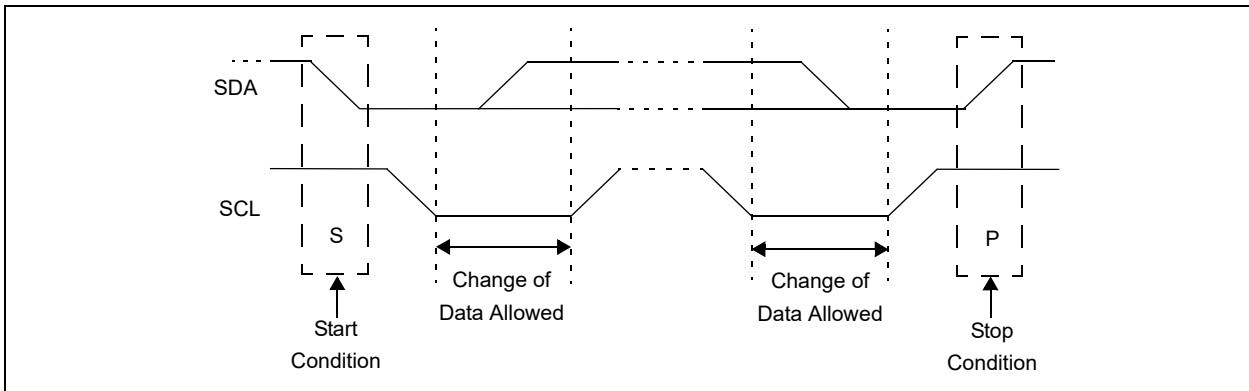 SDA
SCL
S
P
Change of
Data Allowed
Change of
Data Allowed
Start
Condition
Stop
Condition